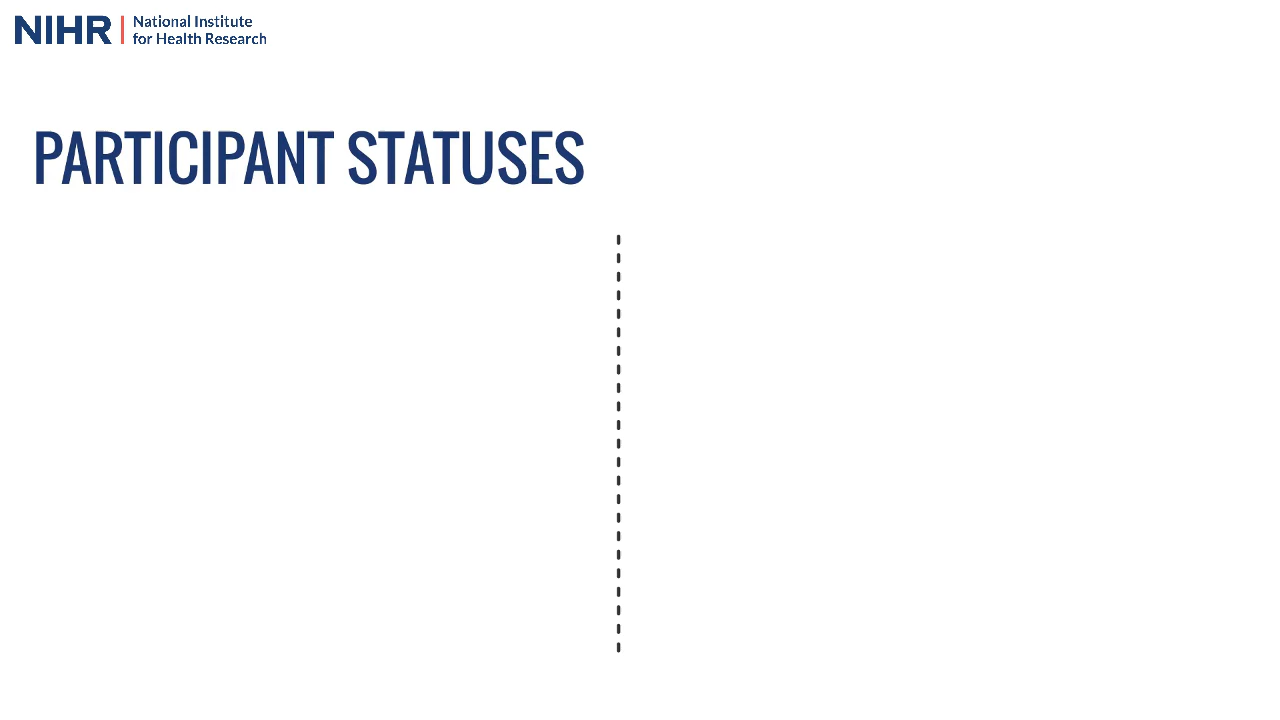 NIHR | National Institute
for Health Research
PARTICIPANT STATUSES